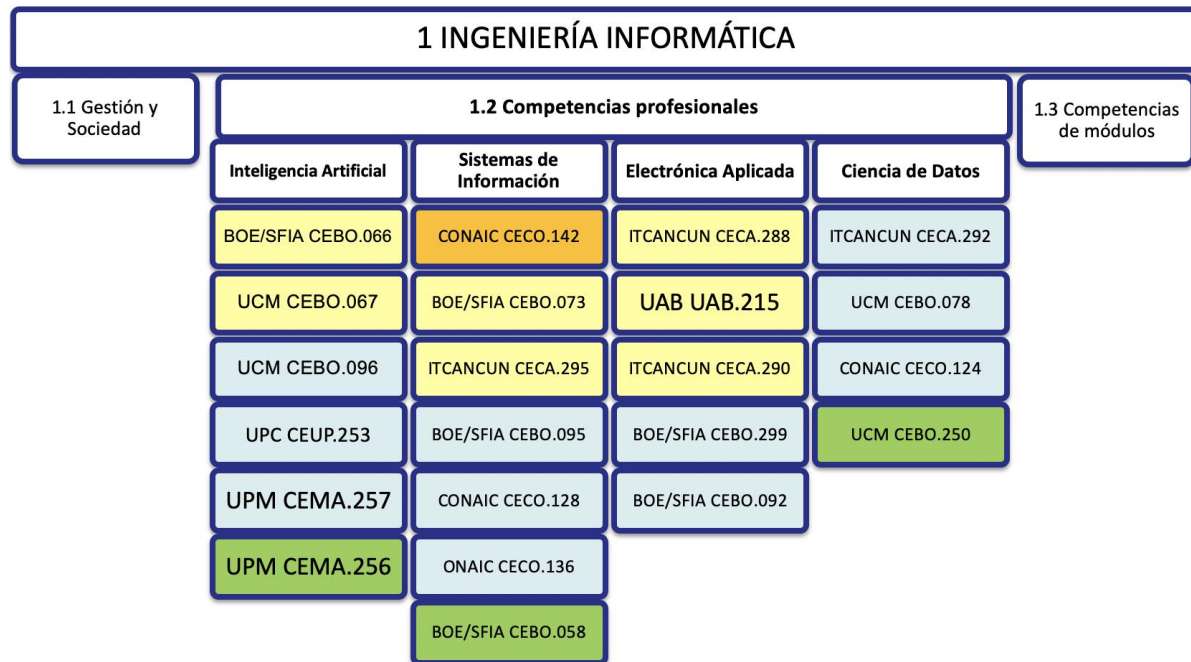 1 INGENIERÍA INFORMÁTICA
1.1 Gestión y
Sociedad
1.2 Competencias profesionales
1.3 Competencias
de módulos
Inteligencia Artificial
Sistemas de
Información
Electrónica Aplicada
Ciencia de Datos
BOE/SFIA CEBO.066
CONAIC CECO.142
ITCANCUN CECA.288
ITCANCUN CECA.292
UCM CEBO.067
BOE/SFIA CEBO.073
UAB UAB.215
UCM CEBO.078
UCM CEBO.096
ITCANCUN CECA.295
ITCANCUN CECA.290
CONAIC CECO.124
UPC CEUP.253
BOE/SFIA CEBO.095
BOE/SFIA CEBO.299
UCM CEBO.250
UPM CEMA.257
CONAIC CECO.128
BOE/SFIA CEBO.092
UPM CEMA.256
ONAIC CECO.136
BOE/SFIA CEBO.058